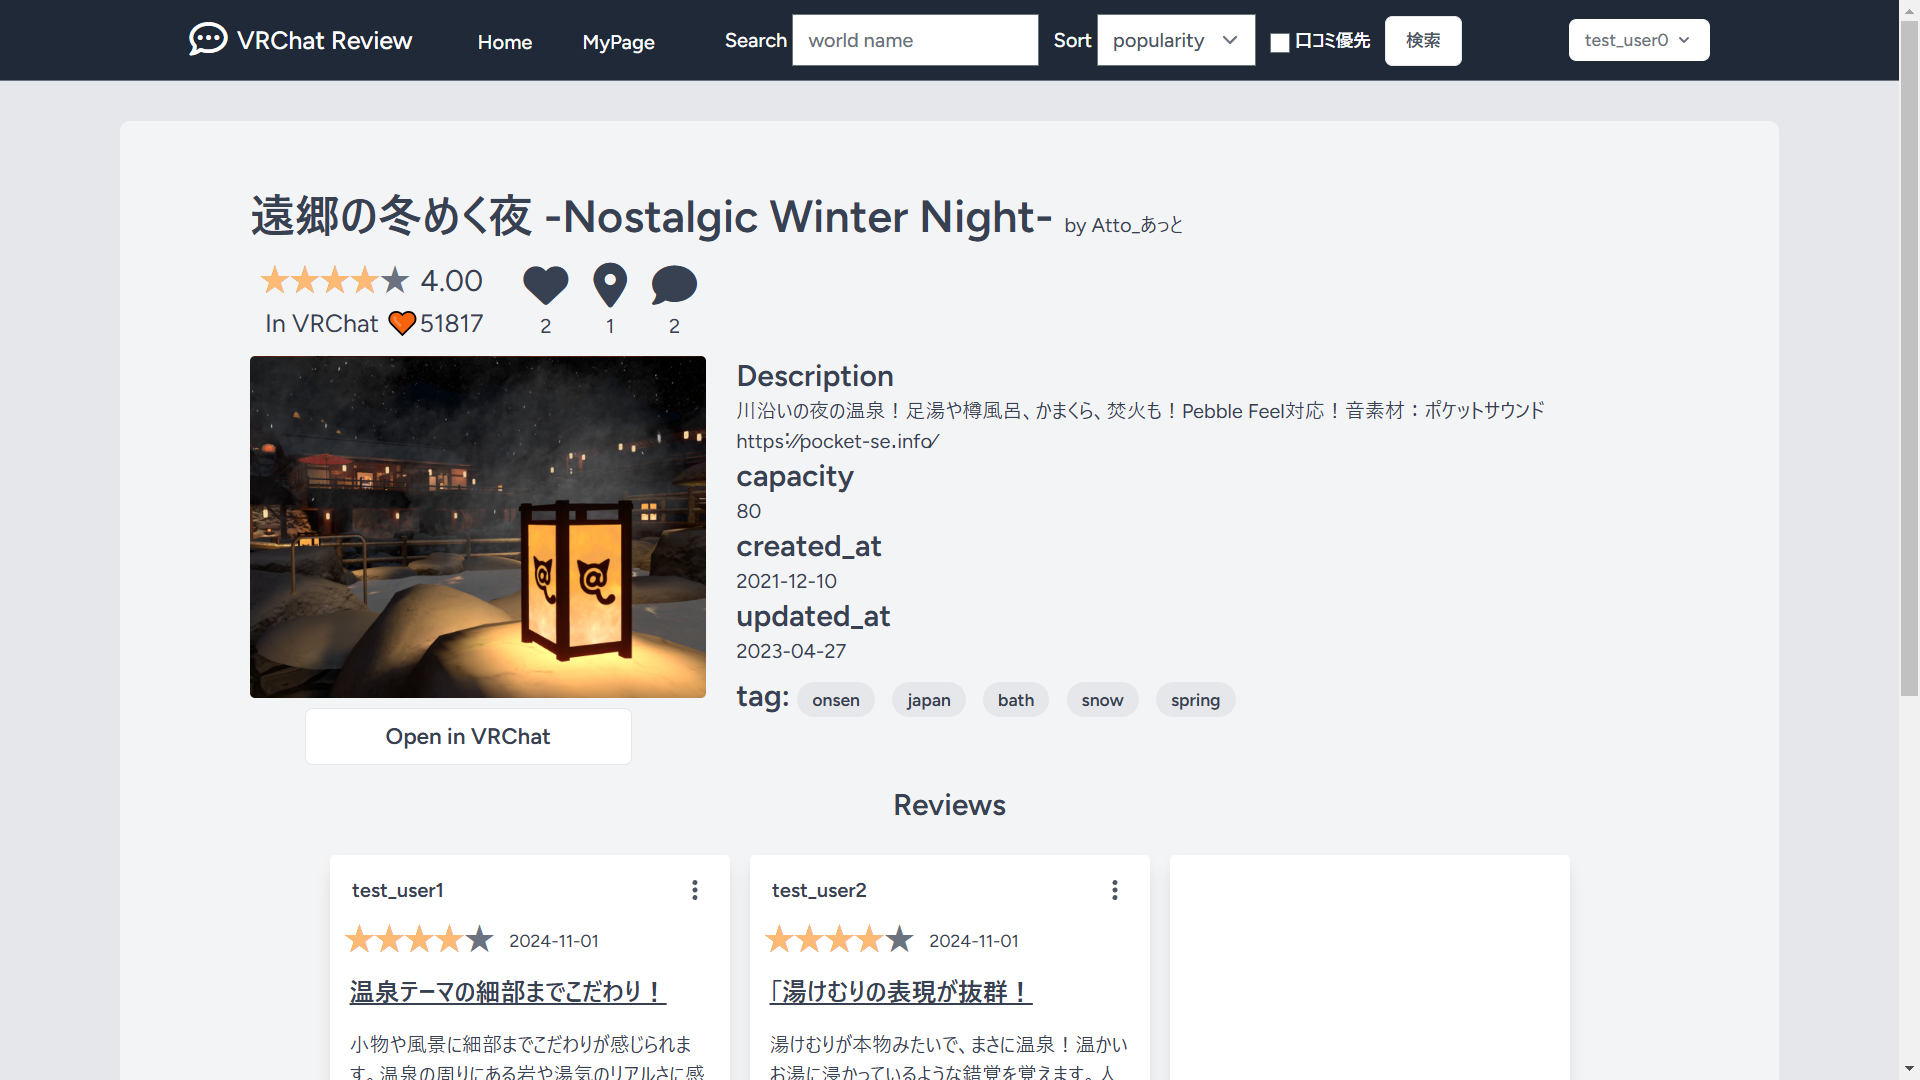 VRChat Review Home MyPage Search world name Sort popularity 口コミ優先 検索 test_user0
遠郷の冬めく夜 -Nostalgic Winter Night- by Atto_あっと
4.00
In VRChat 51817
2 1 2
Description
川沿いの夜の温泉！足湯や樽風呂、かまくら、焚火も！Pebble Feel対応！音素材：ポケットサウンド
https://pocket-se.info/
capacity
80
created_at
2021-12-10
updated_at
2023-04-27
tag: onsen japan bath snow spring
Open in VRChat
Reviews
test_user1
2024-11-01
温泉テーマの細部までこだわり！
小物や風景に細部までこだわりが感じられま
す。温泉の周りにある岩や湯気のリアルさに感
test_user2
2024-11-01
「湯けむりの表現が抜群！
湯けむりが本物みたいで、まさに温泉！温かい
お湯に浸かっているような錯覚を覚えます。人